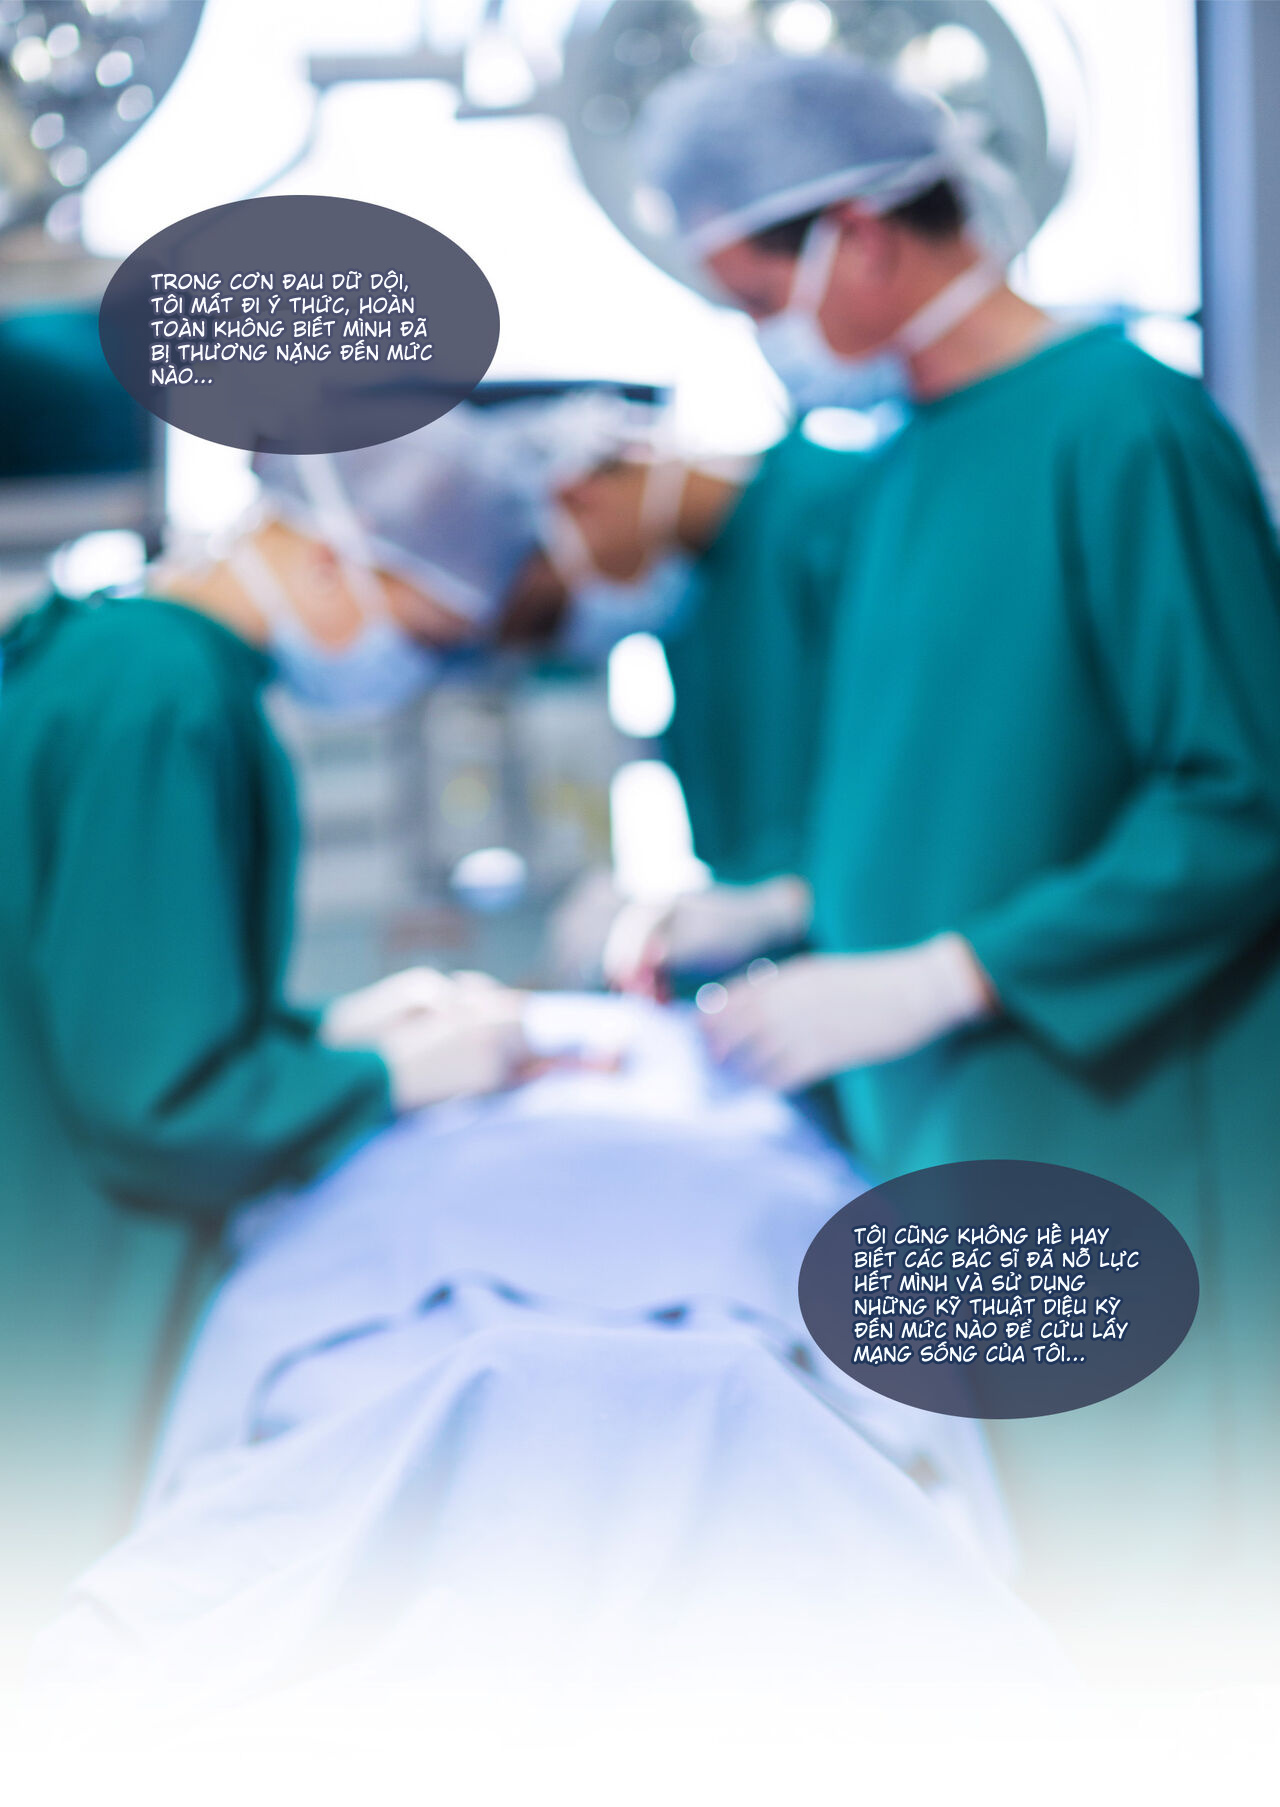 TRONG CƠN ĐAU DỮ DỘI,
TÔI MẤT ĐI Ý THỨC, HOÀN
TOÀN KHÔNG BIẾT MÌNH ĐÃ
BỊ THƯƠNG NẶNG ĐẾN MỨC
NÀO...
TÔI CŨNG KHÔNG HỀ HAY
BIẾT CÁC BÁC SĨ ĐÃ NỖ LỰC
HẾT MÌNH VÀ SỬ DỤNG
NHỮNG KỸ THUẬT DIỆU KỲ
ĐẾN MỨC NÀO ĐỂ CỨU LẤY
MẠNG SỐNG CỦA TÔI...